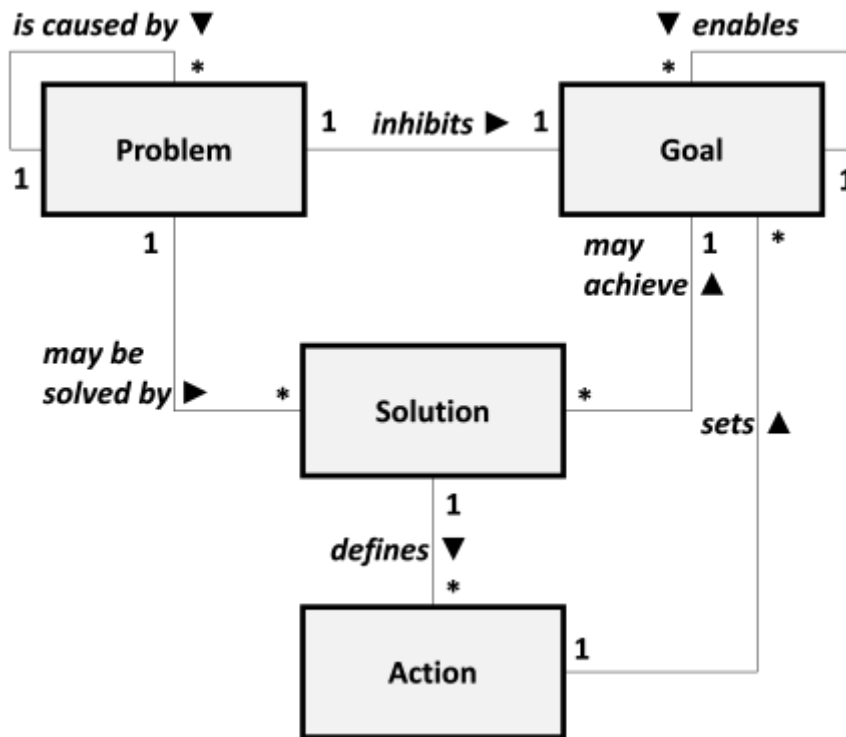 is caused by ▼
▼ enables
*
*
1
inhibits ►
1
Problem
Goal
1
1
1
may
achieve ▲
1
*
may be
solved by ►
*
Solution
*
sets ▲
1
defines ▼
*
Action
1